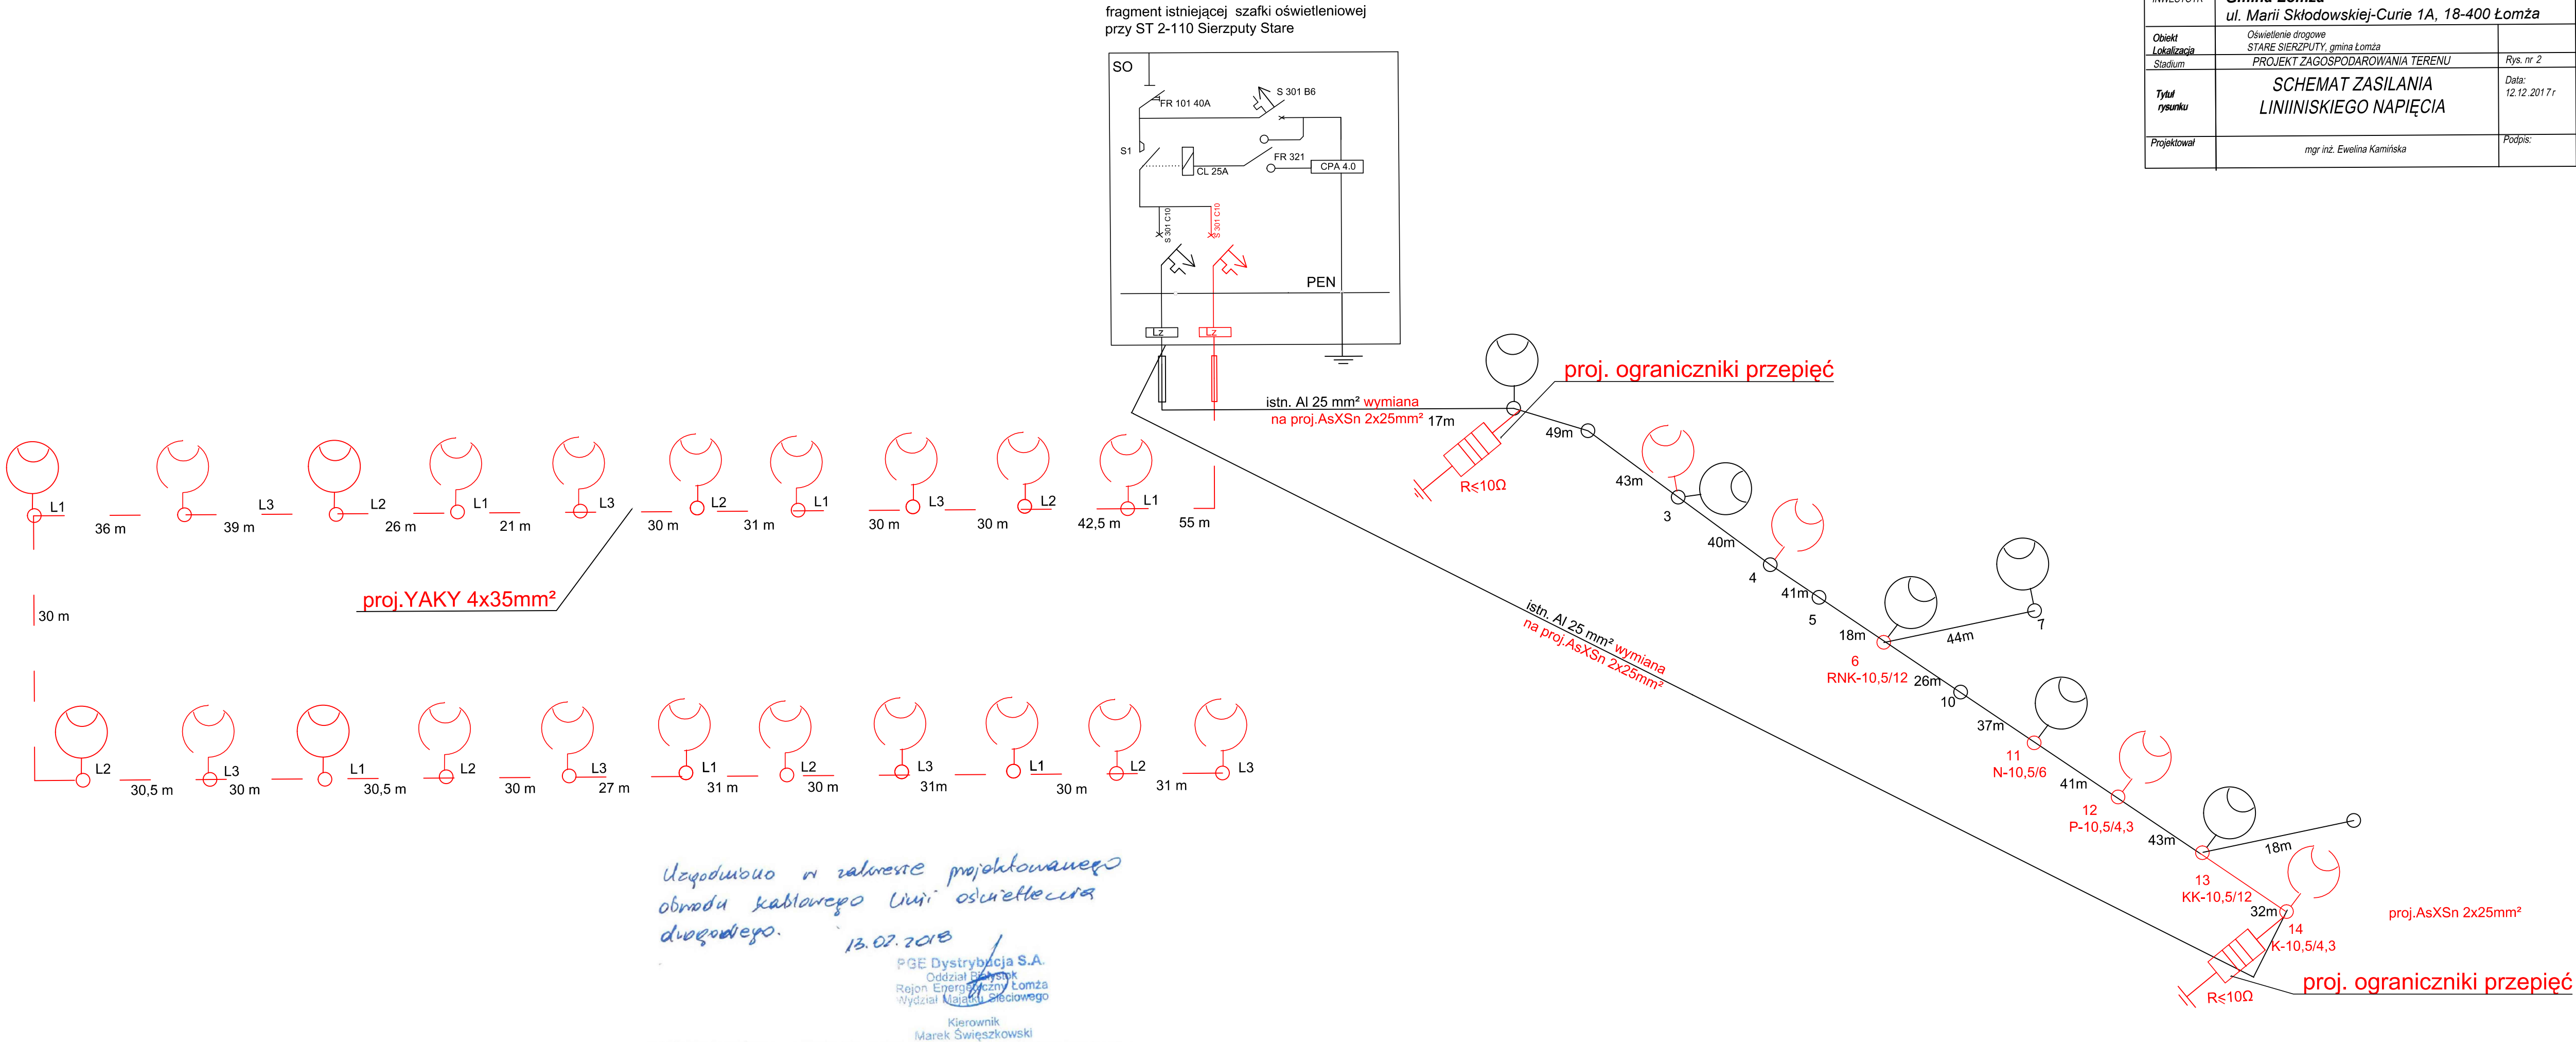 fragment istniejącej szafki oświetleniowej
przy ST 2-110 Sierzputy Stare
ul. Marii Skłodowskiej-Curie 1A, 18-400 Łomża
Obiekt
Lokalizacja
Oświetlenie drogowe
STARE SIERZPUTY, gmina Łomża
Stadium
PROJEKT ZAGOSPODAROWANIA TERENU
Rys. nr 2
Tytuł
rysunku
SCHEMAT ZASILANIA
LINIINISKIEGO NAPIĘCIA
Data:
12.12.2017r
Projektował
mgr inż. Ewelina Kamińska
Podpis:
SO
FR 101 40A
S 301 B6
S1
CL 25A
FR 321
CPA 4.0
S 301 C10
S 301 C10
PEN
Lz
Lz
istn. Al 25 mm² wymiana
na proj.AsXSn 2x25mm²
17m
proj. ograniczniki przepięć
R≤10Ω
49m
43m
3
40m
4
41m
5
18m
6
RNK-10,5/12
44m
7
26m
10
37m
11
N-10,5/6
41m
12
P-10,5/4,3
43m
18m
13
KK-10,5/12
32m
14
K-10,5/4,3
proj.AsXSn 2x25mm²
R≤10Ω
proj. ograniczniki przepięć
istn. Al 25 mm² wymiana
na proj.AsXSn 2x25mm²
L1
36 m
39 m
L3
L2
26 m
L1
21 m
L3
30 m
L2
31 m
L1
30 m
L3
30 m
L2
42,5 m
L1
55 m
proj.YAKY 4x35mm²
30 m
L2
30,5 m
L3
30 m
L1
30,5 m
L2
30 m
L3
27 m
L1
31 m
L2
30 m
L3
31m
L1
30 m
L2
31 m
L3
Uzgodniono w zakresie projektowanego
obwodu kablowego linii oświetlenia
drogowego.
13.02.2018
PGE Dystrybucja S.A.
Oddział Białystok
Rejon Energetyczny Łomża
Wydział Majątku Sieciowego
Kierownik
Marek Święszkowski